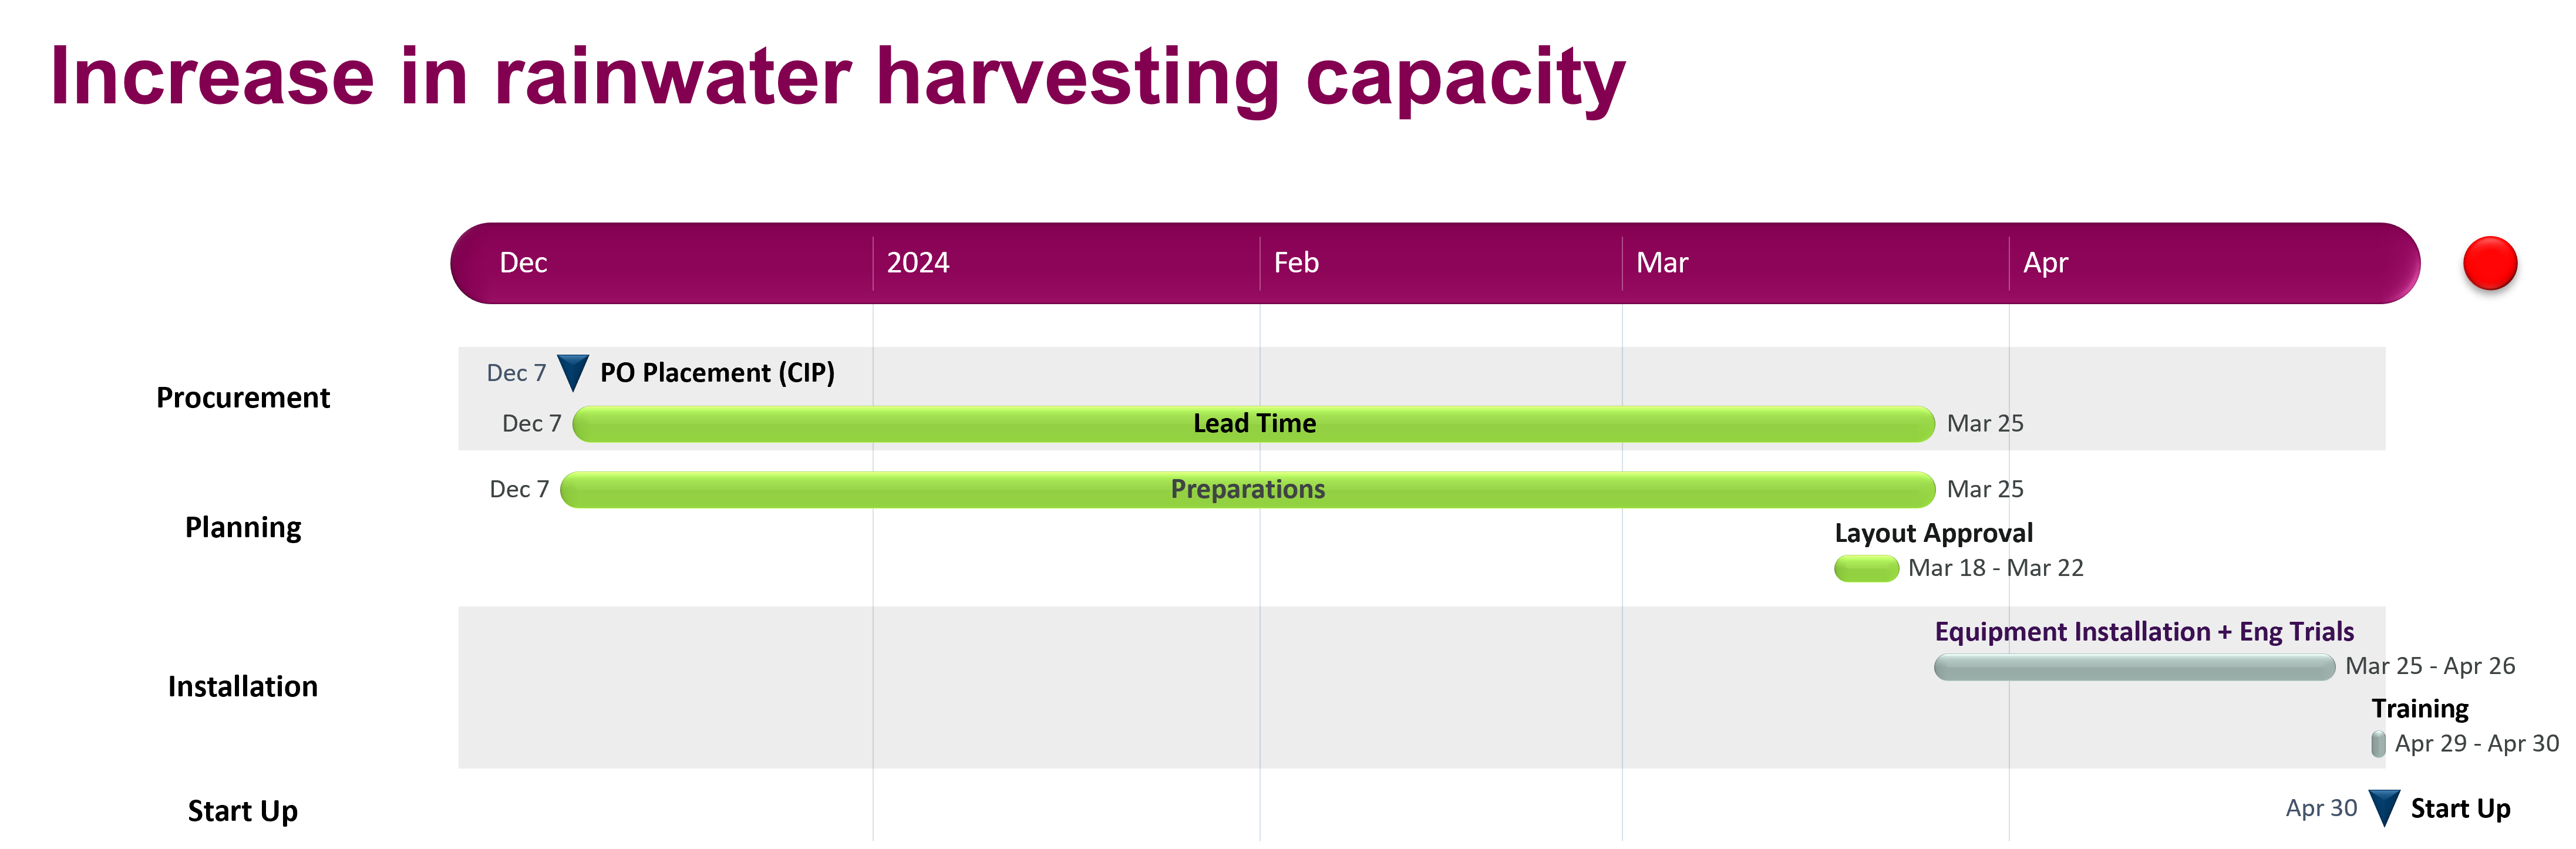 Increase in rainwater harvesting capacity
Dec 2024 Feb Mar Apr
Procurement
Dec 7 PO Placement (CIP)
Dec 7 Lead Time Mar 25
Planning
Dec 7 Preparations Mar 25
Layout Approval
Mar 18 - Mar 22
Installation
Equipment Installation + Eng Trials
Mar 25 - Apr 26
Training
Apr 29 - Apr 30
Start Up
Apr 30 Start Up